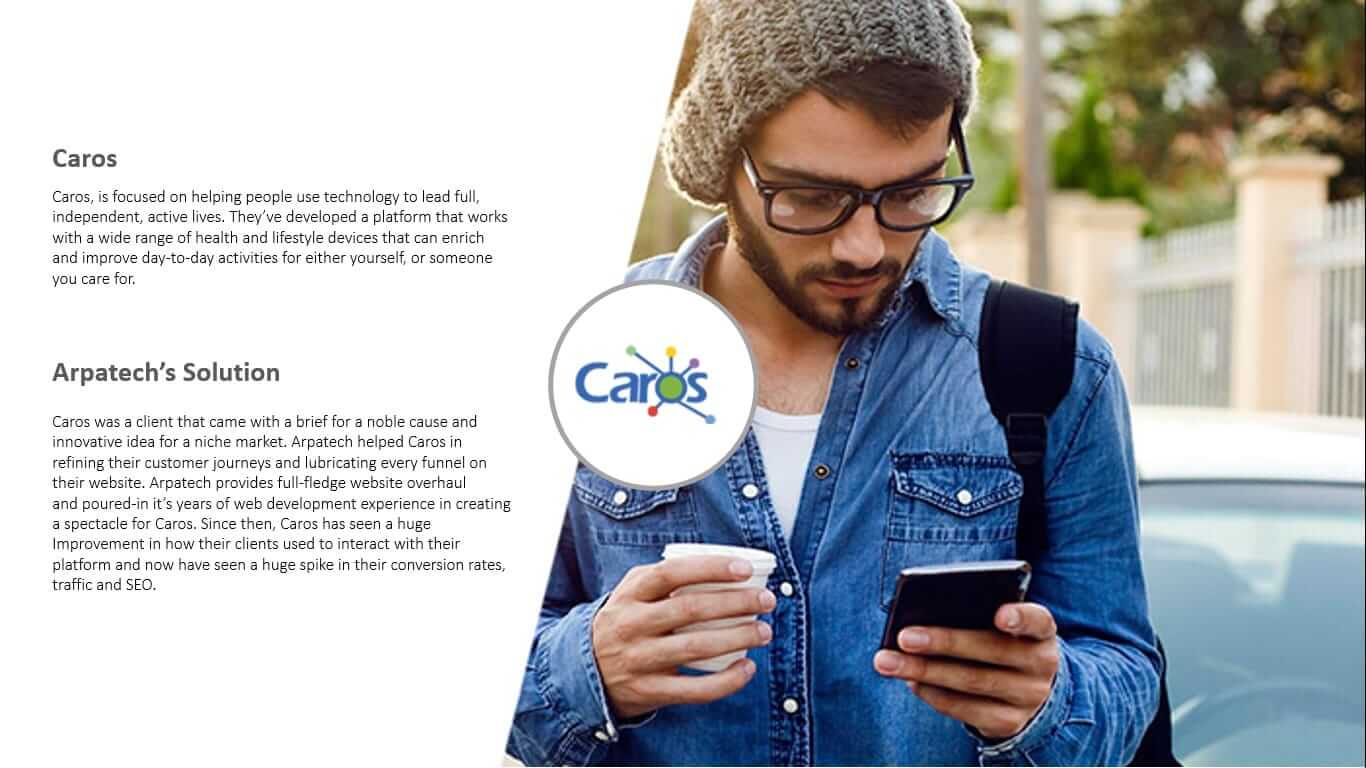 Caros
Caros, is focused on helping people use technology to lead full,
independent, active lives. They’ve developed a platform that works
with a wide range of health and lifestyle devices that can enrich
and improve day-to-day activities for either yourself, or someone
you care for.
Arpatech’s Solution
Caros was a client that came with a brief for a noble cause and
innovative idea for a niche market. Arpatech helped Caros in
refining their customer journeys and lubricating every funnel on
their website. Arpatech provides full-fledge website overhaul
and poured-in it’s years of web development experience in creating
a spectacle for Caros. Since then, Caros has seen a huge
Improvement in how their clients used to interact with their
platform and now have seen a huge spike in their conversion rates,
traffic and SEO.
Caros